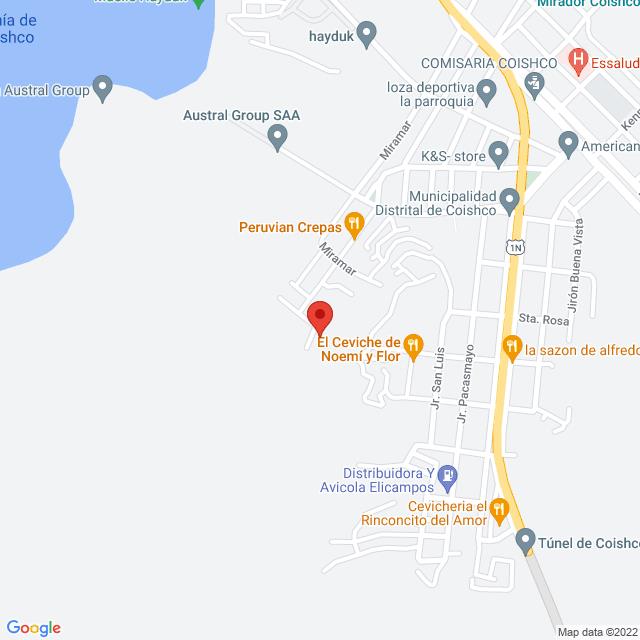 Muelle Hayduk
Mirador Coishco
ía de
shco
hayduk
COMISARIA COISHCO
Essalud
Austral Group
loza deportiva
la parroquia
Austral Group SAA
Miramar
Kenn
K&S- store
American
Municipalidad
Distrital de Coishco
Peruvian Crepas
Miramar
1N
Jirón Buena Vista
Sta. Rosa
El Ceviche de
Noemí y Flor
la sazon de alfredo
Jr. San Luis
Jr. Pacasmayo
Distribuidora Y
Avicola Elicampos
Cevicheria el
Rinconcito del Amor
Túnel de Coishco
Google
Map data ©2022